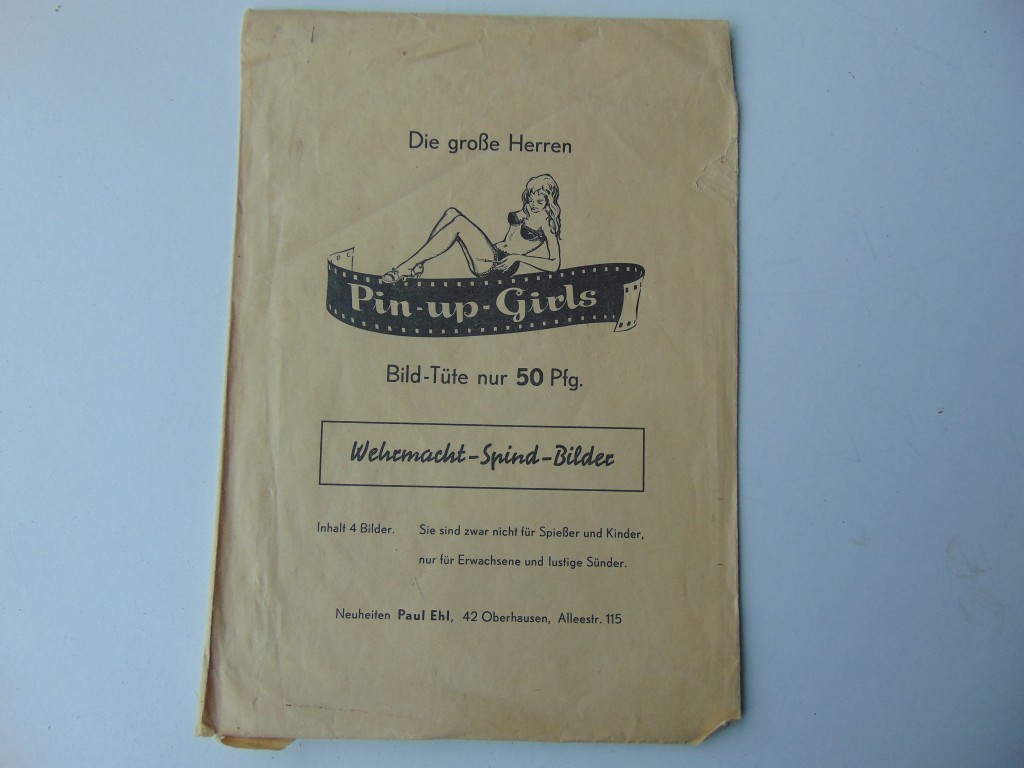 Die große Herren
Pin-up-Girls
Bild-Tüte nur 50 Pfg.
Wehrmacht-Spind-Bilder
Inhalt 4 Bilder. Sie sind zwar nicht für Spießer und Kinder,
nur für Erwachsene und lustige Sünder.
Neuheiten Paul Ehl, 42 Oberhausen, Alleestr. 115